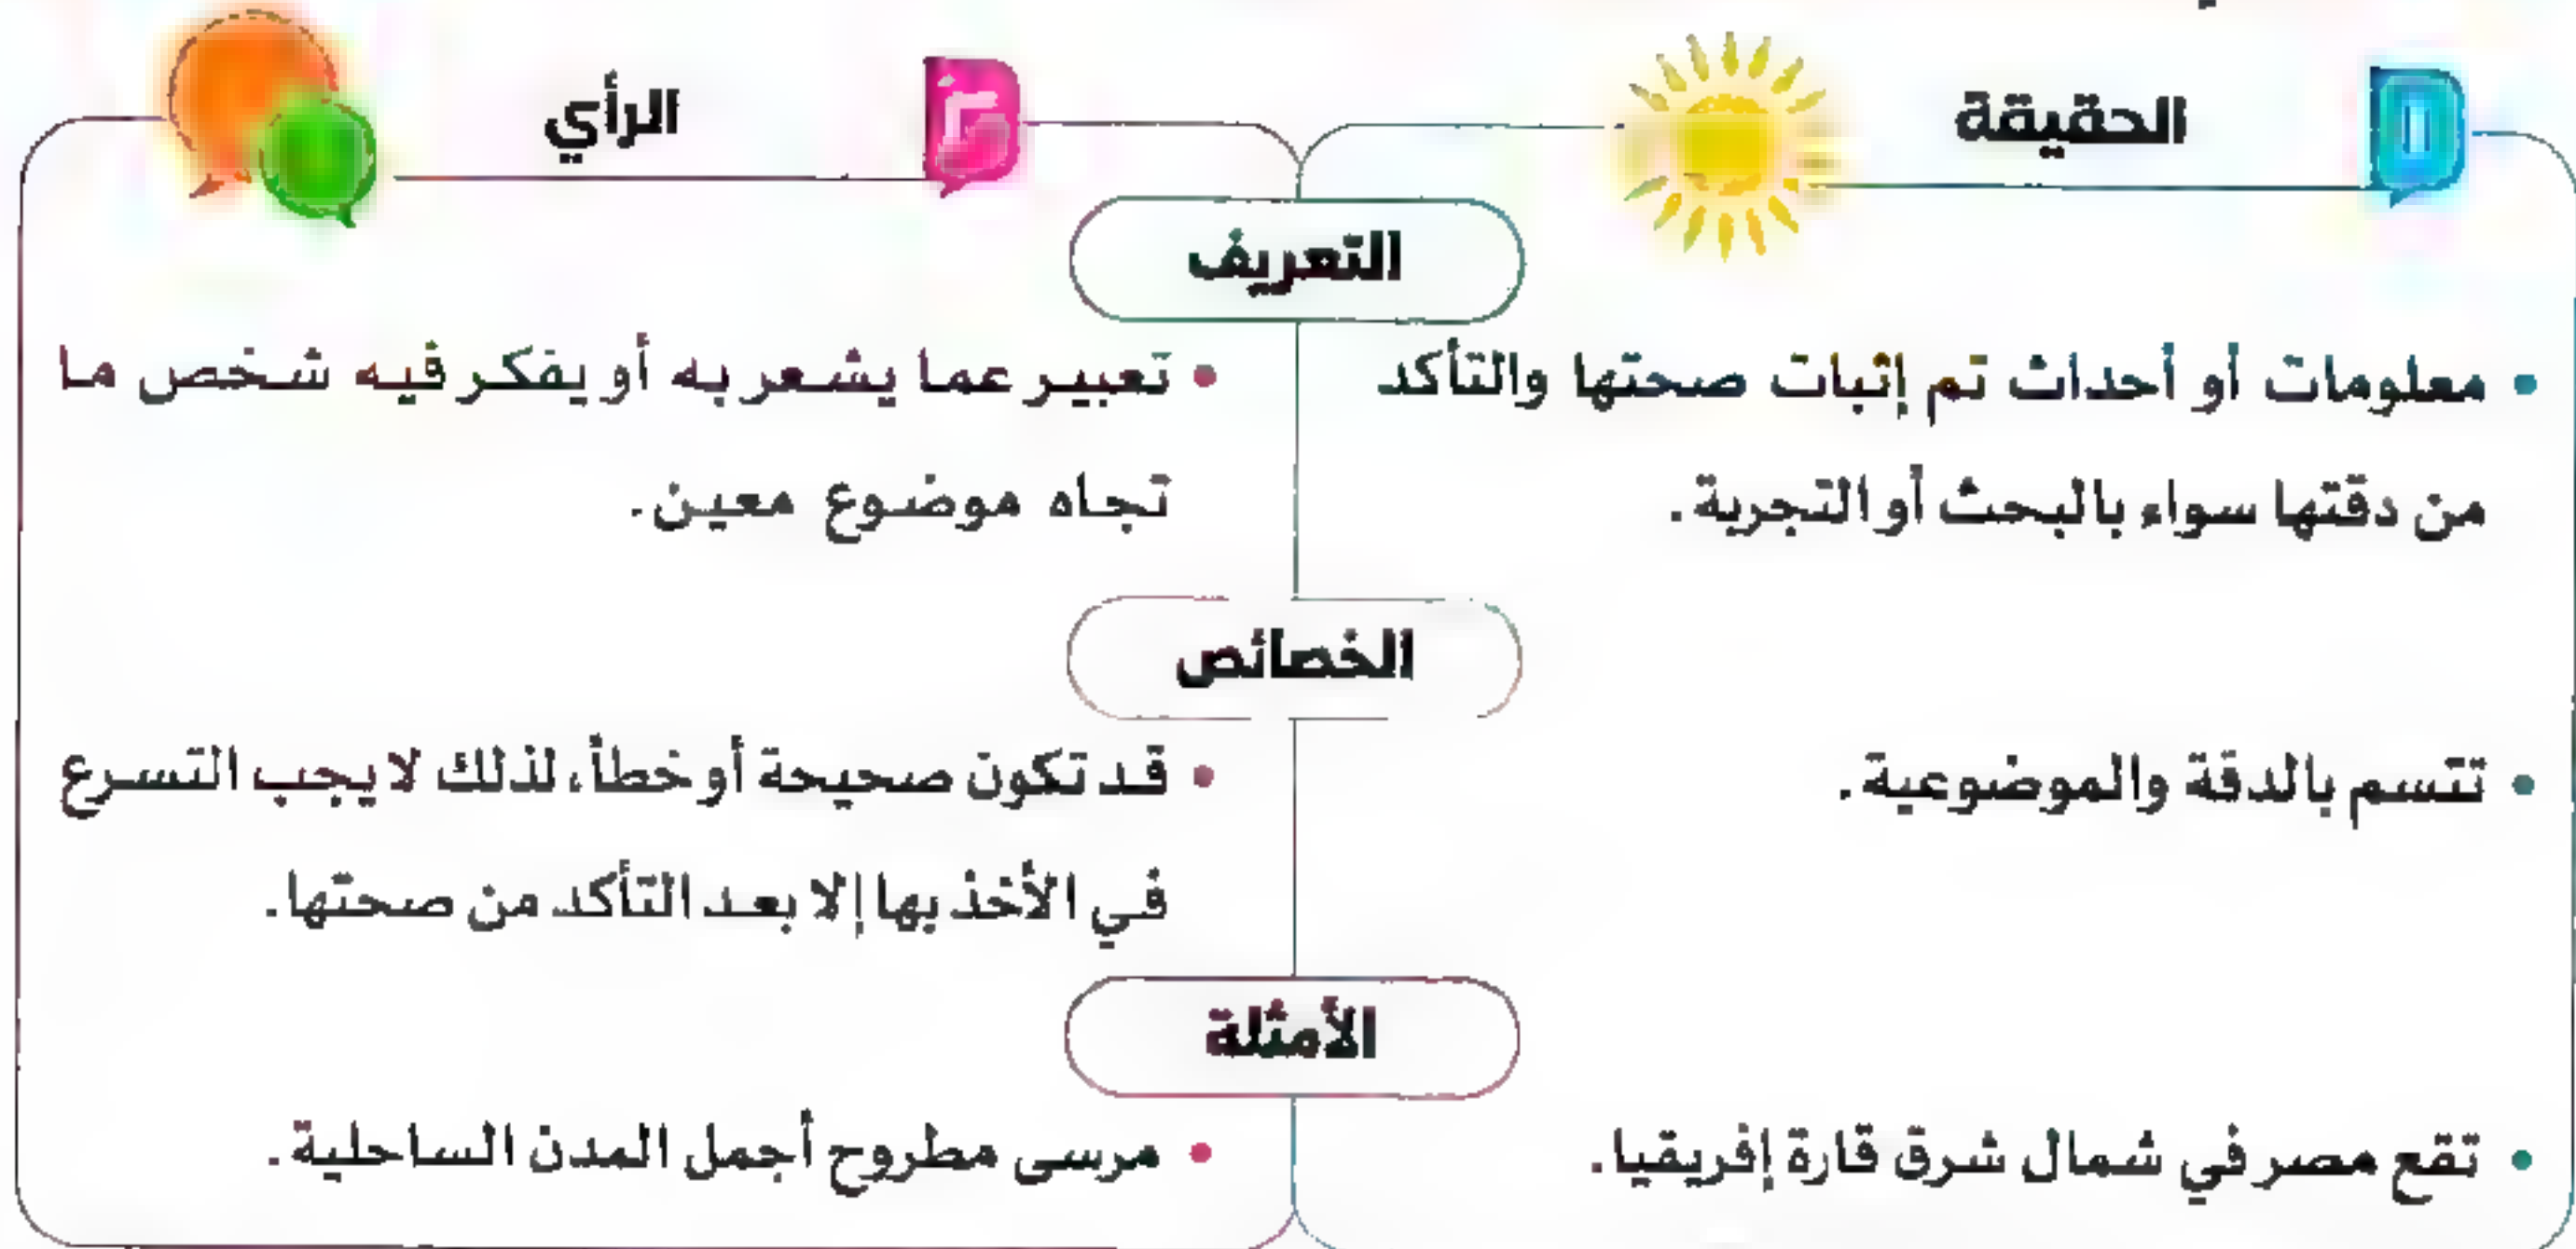 الحقيقة
الرأي
التعريف
• معلومات أو أحداث تم إثبات صحتها والتأكد
من دقتها سواء بالبحث أو التجربة.
• تعبير عما يشعر به أو يفكر فيه شخص ما
تجاه موضوع معين.
الخصائص
• تتسم بالدقة والموضوعية.
• قد تكون صحيحة أو خطأ، لذلك لا يجب التسرع
في الأخذ بها إلا بعد التأكد من صحتها.
الأمثلة
• تقع مصر في شمال شرق قارة إفريقيا.
• مرسى مطروح أجمل المدن الساحلية.